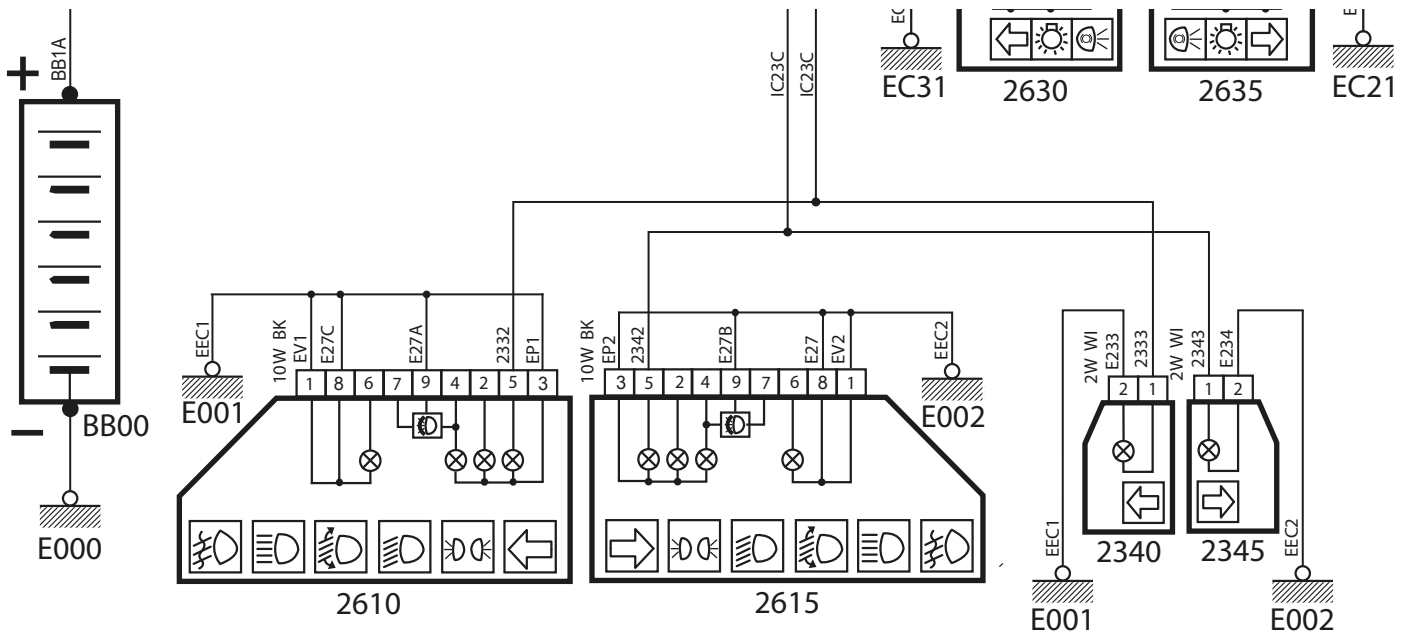 BB1A
+
BB00
−
E000
IC23C
IC23C
EC31
2630
2635
EC21
EEC1
E001
10W BK
EV1
E27C
E27A
2332
EP1
1 8 6 7 9 4 2 5 3
2610
10W BK
EP2
2342
E27B
E27
EV2
3 5 2 4 9 7 6 8 1
EEC2
E002
2615
EEC1
E001
2W WI
E233
2333
2 1
2340
2W WI
2343
E234
1 2
2345
EEC2
E002